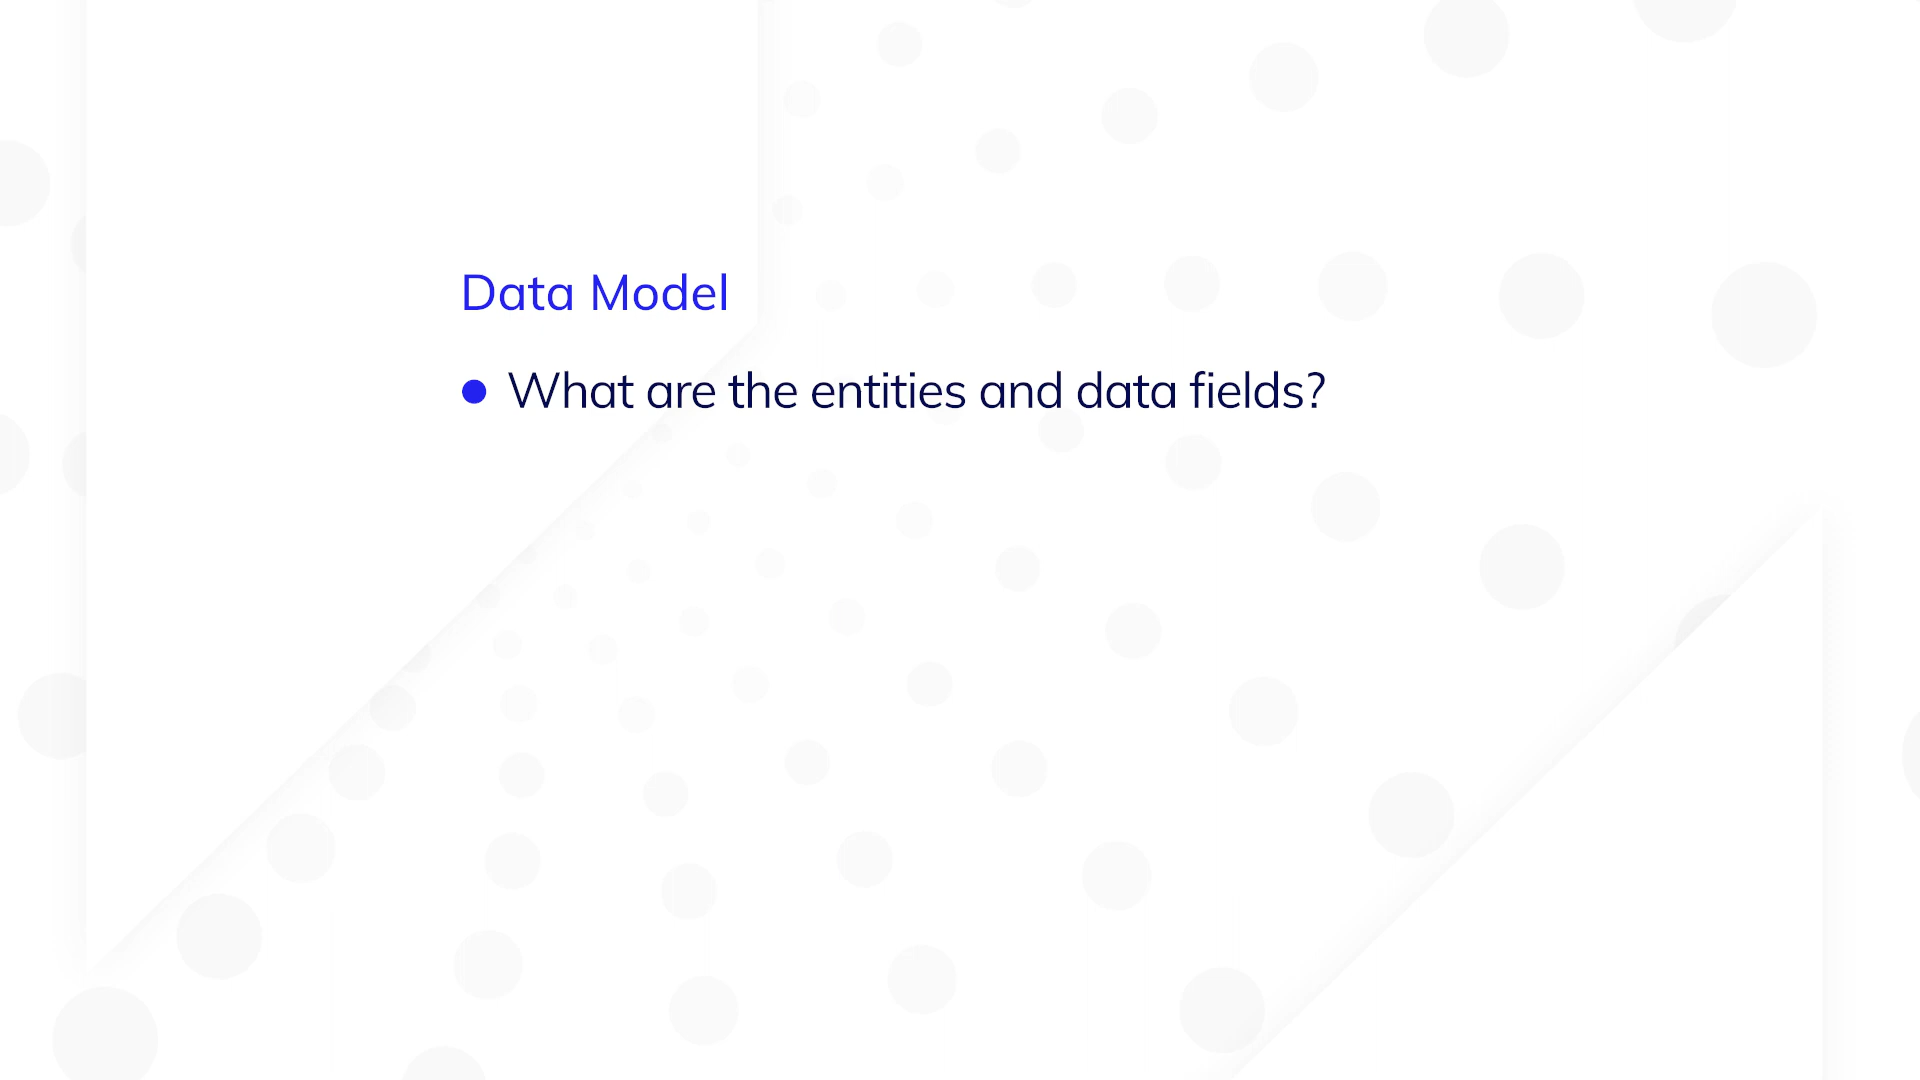 Data Model
What are the entities and data fields?